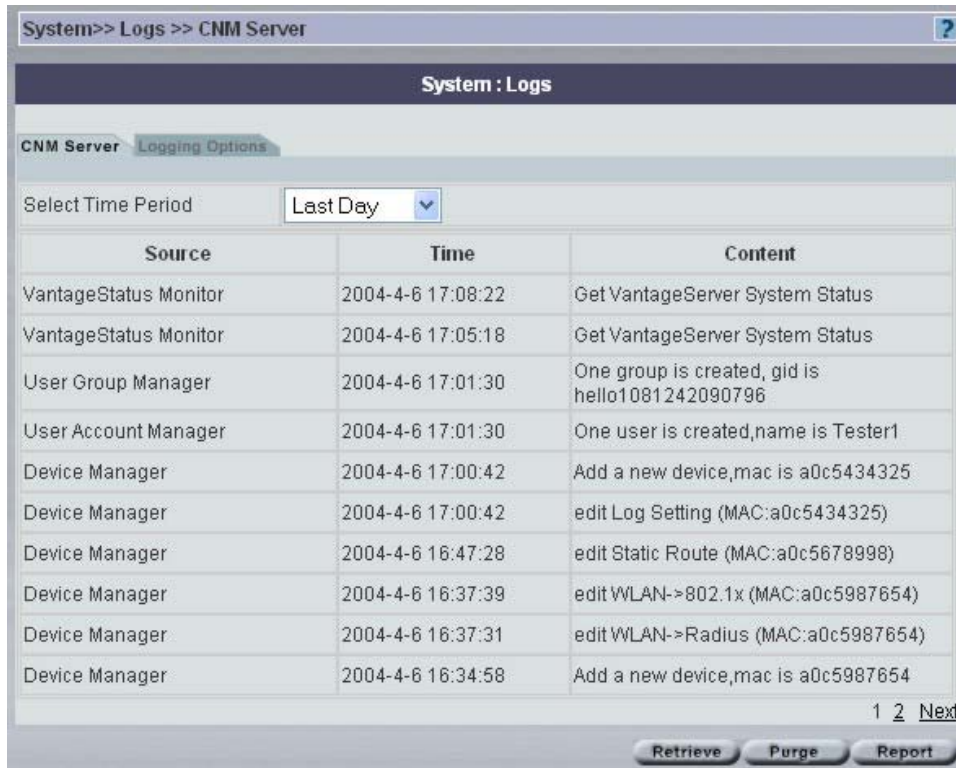 System>> Logs >> CNM Server ?
System : Logs
CNM Server Logging Options
Select Time Period Last Day
Source Time Content
VantageStatus Monitor 2004-4-6 17:08:22 Get VantageServer System Status
VantageStatus Monitor 2004-4-6 17:05:18 Get VantageServer System Status
User Group Manager 2004-4-6 17:01:30 One group is created, gid is
hello1081242090796
User Account Manager 2004-4-6 17:01:30 One user is created,name is Tester1
Device Manager 2004-4-6 17:00:42 Add a new device,mac is a0c5434325
Device Manager 2004-4-6 17:00:42 edit Log Setting (MAC:a0c5434325)
Device Manager 2004-4-6 16:47:28 edit Static Route (MAC:a0c5678998)
Device Manager 2004-4-6 16:37:39 edit WLAN->802.1x (MAC:a0c5987654)
Device Manager 2004-4-6 16:37:31 edit WLAN->Radius (MAC:a0c5987654)
Device Manager 2004-4-6 16:34:58 Add a new device,mac is a0c5987654
1 2 Next
Retrieve Purge Report